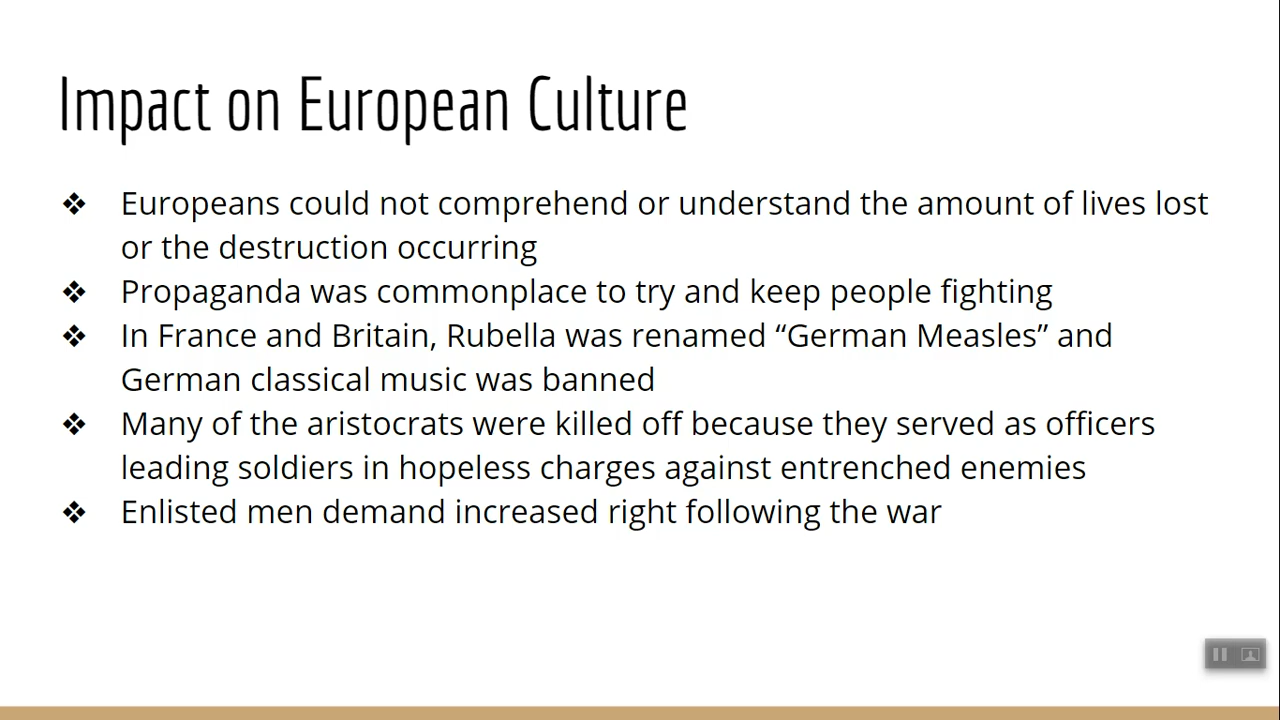 Impact on European Culture
❖ Europeans could not comprehend or understand the amount of lives lost
or the destruction occurring
❖ Propaganda was commonplace to try and keep people fighting
❖ In France and Britain, Rubella was renamed “German Measles” and
German classical music was banned
❖ Many of the aristocrats were killed off because they served as officers
leading soldiers in hopeless charges against entrenched enemies
❖ Enlisted men demand increased right following the war